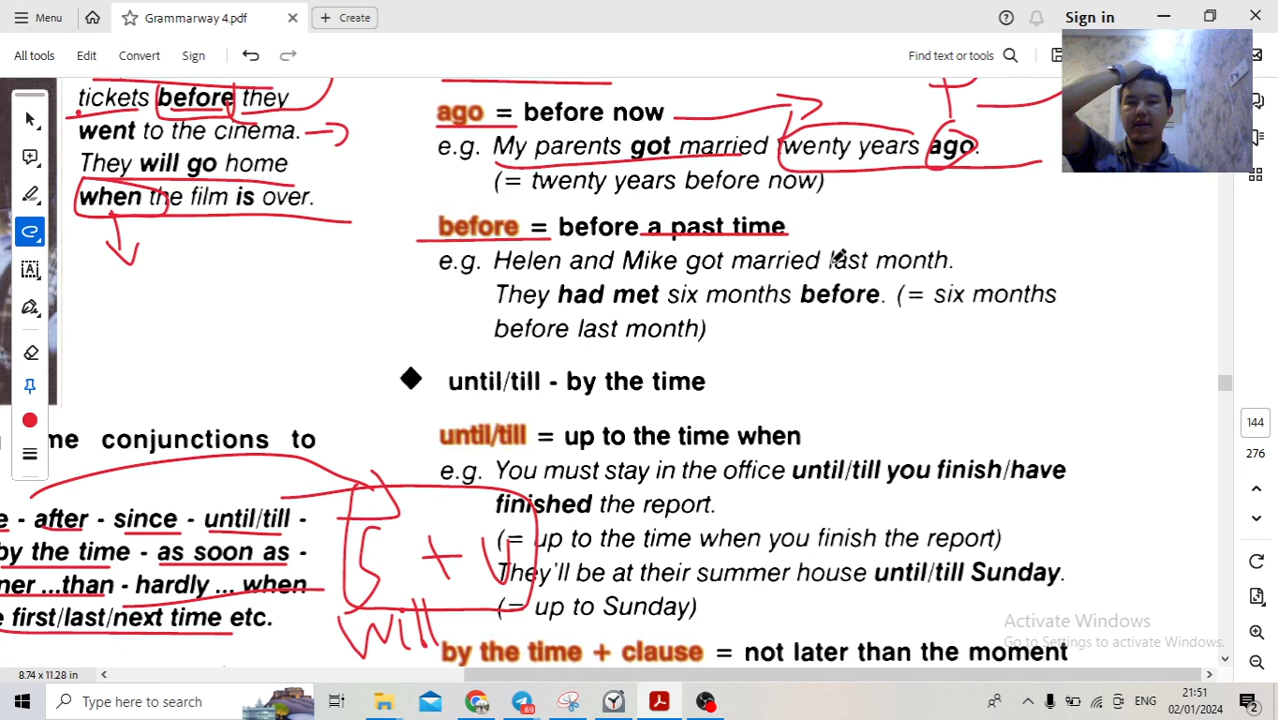 Menu
Grammarway 4.pdf
Create
Sign in
All tools
Edit
Convert
Sign
Find text or tools
tickets before they
went to the cinema.
They will go home
when the film is over.
me conjunctions to
e - after - since - until/till -
by the time - as soon as -
ner ...than - hardly ... when
e first/last/next time etc.
ago = before now
e.g. My parents got married twenty years ago.
(= twenty years before now)
before = before a past time
e.g. Helen and Mike got married last month.
They had met six months before. (= six months
before last month)
until/till - by the time
until/till = up to the time when
e.g. You must stay in the office until/till you finish/have
finished the report.
(= up to the time when you finish the report)
They'll be at their summer house until/till Sunday.
(= up to Sunday)
by the time + clause = not later than the moment
S + V
will
+
144
276
Activate Windows
Go to Settings to activate Windows.
8.74 x 11.28 in
Type here to search
69
ENG
21:51
02/01/2024
2